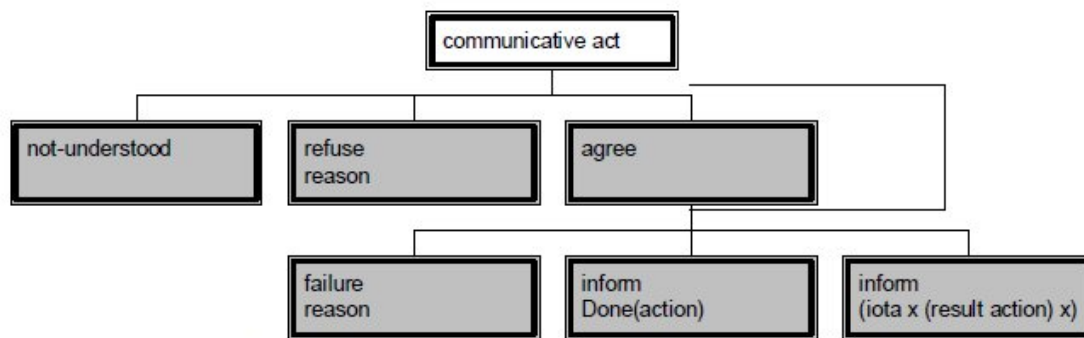 communicative act
not-understood
refuse
reason
agree
failure
reason
inform
Done(action)
inform
(iota x (result action) x)